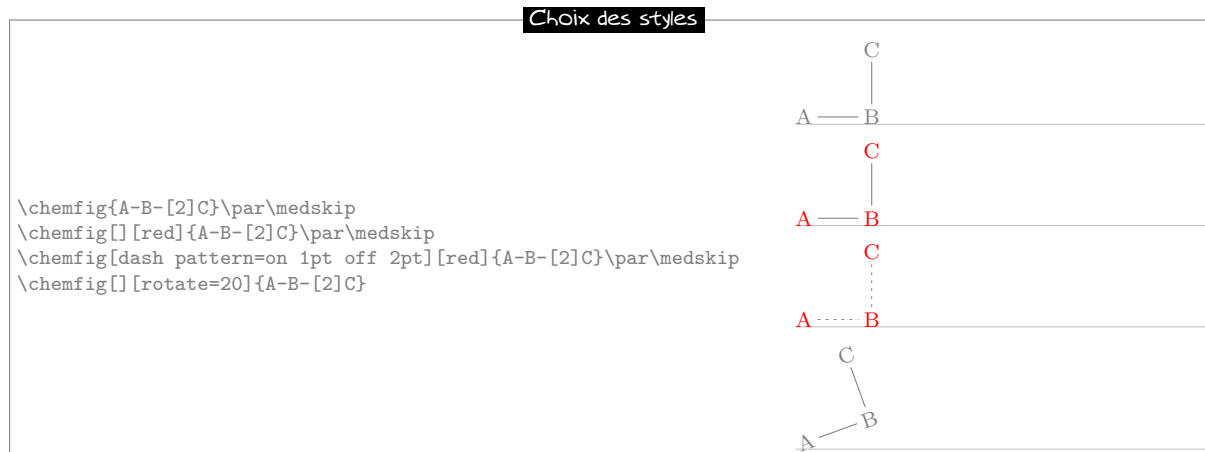 Choix des styles
\chemfig{A-B-[2]C}\par\medskip
\chemfig[][red]{A-B-[2]C}\par\medskip
\chemfig[dash pattern=on 1pt off 2pt][red]{A-B-[2]C}\par\medskip
\chemfig[][rotate=20]{A-B-[2]C}
C
A B
C
A B
C
A B
C
B
A